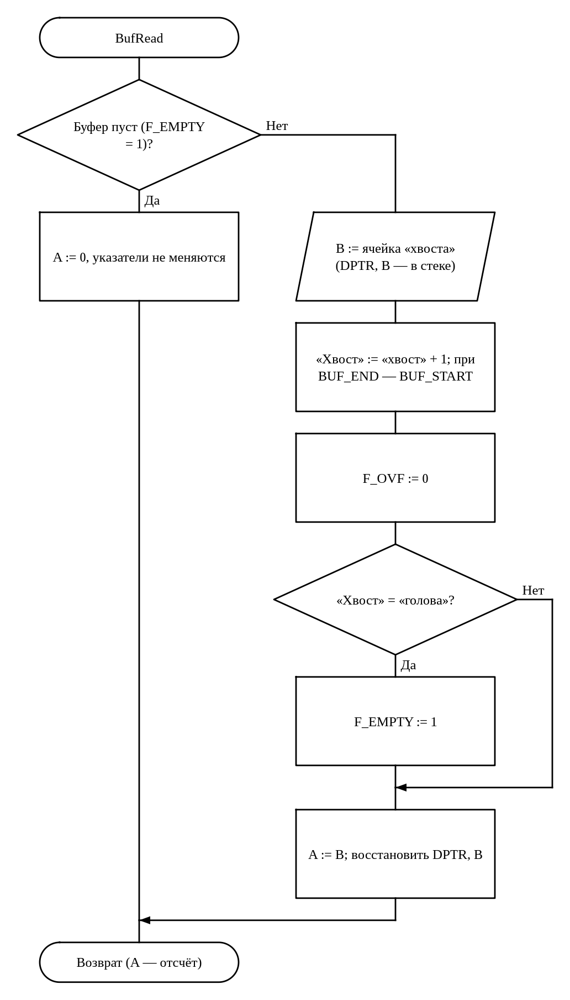 BufRead
Буфер пуст (F_EMPTY
= 1)?
Нет
Да
A := 0, указатели не меняются
B := ячейка «хвоста»
(DPTR, B — в стеке)
«Хвост» := «хвост» + 1; при
BUF_END — BUF_START
F_OVF := 0
«Хвост» = «голова»?
Нет
Да
F_EMPTY := 1
A := B; восстановить DPTR, B
Возврат (A — отсчёт)